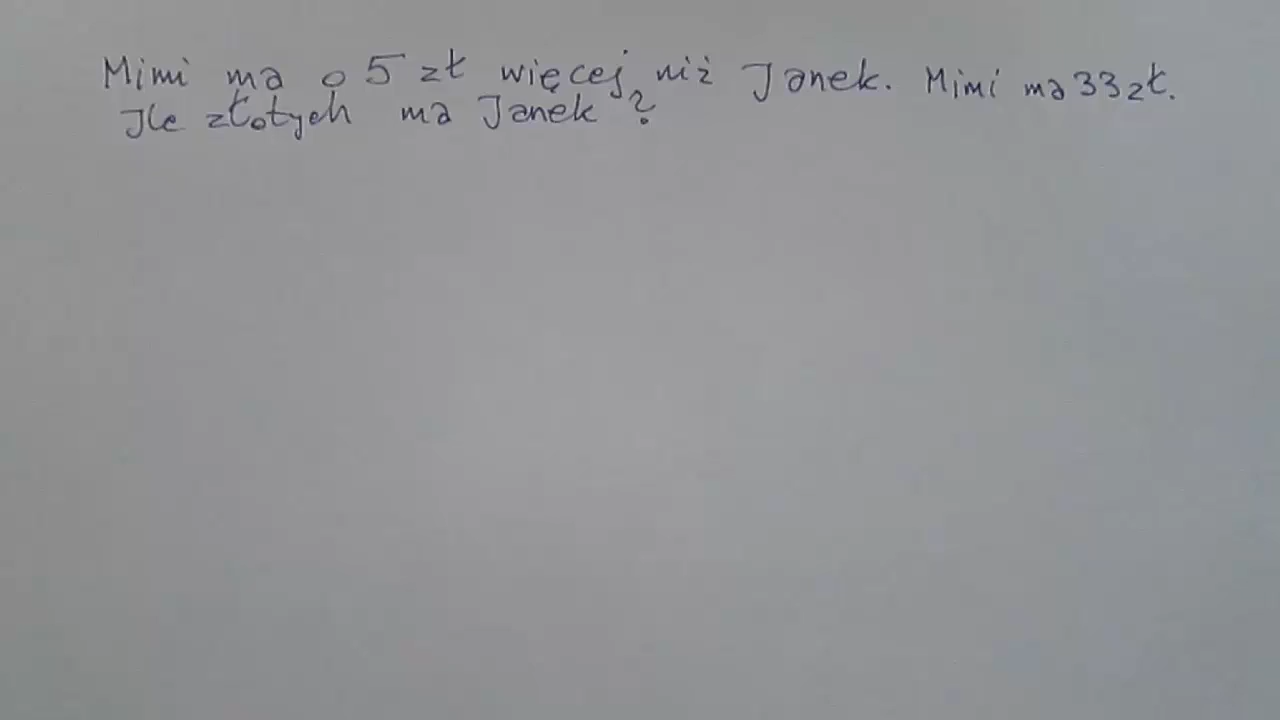 Mimi ma o 5 zł więcej niż Janek. Mimi ma 33 zł.
Ile złotych ma Janek?